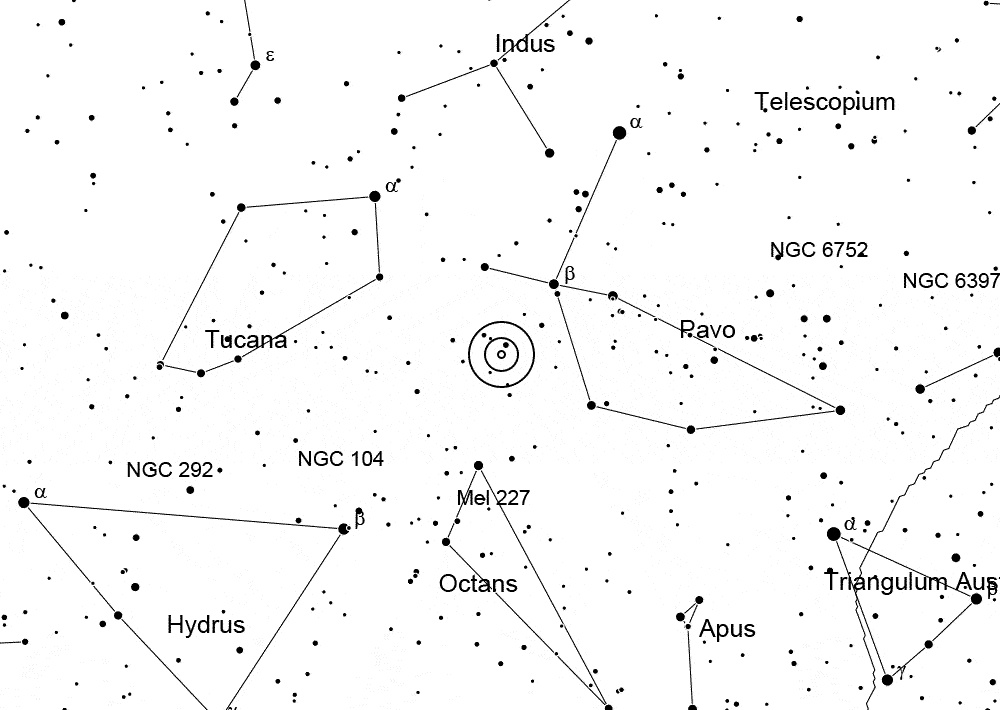 Indus
ε
Telescopium
α
α
NGC 6752
β
NGC 6397
Tucana
Pavo
NGC 104
NGC 292
α
Mel 227
β
α
Octans
Triangulum Aus
β
Hydrus
Apus
γ
γ